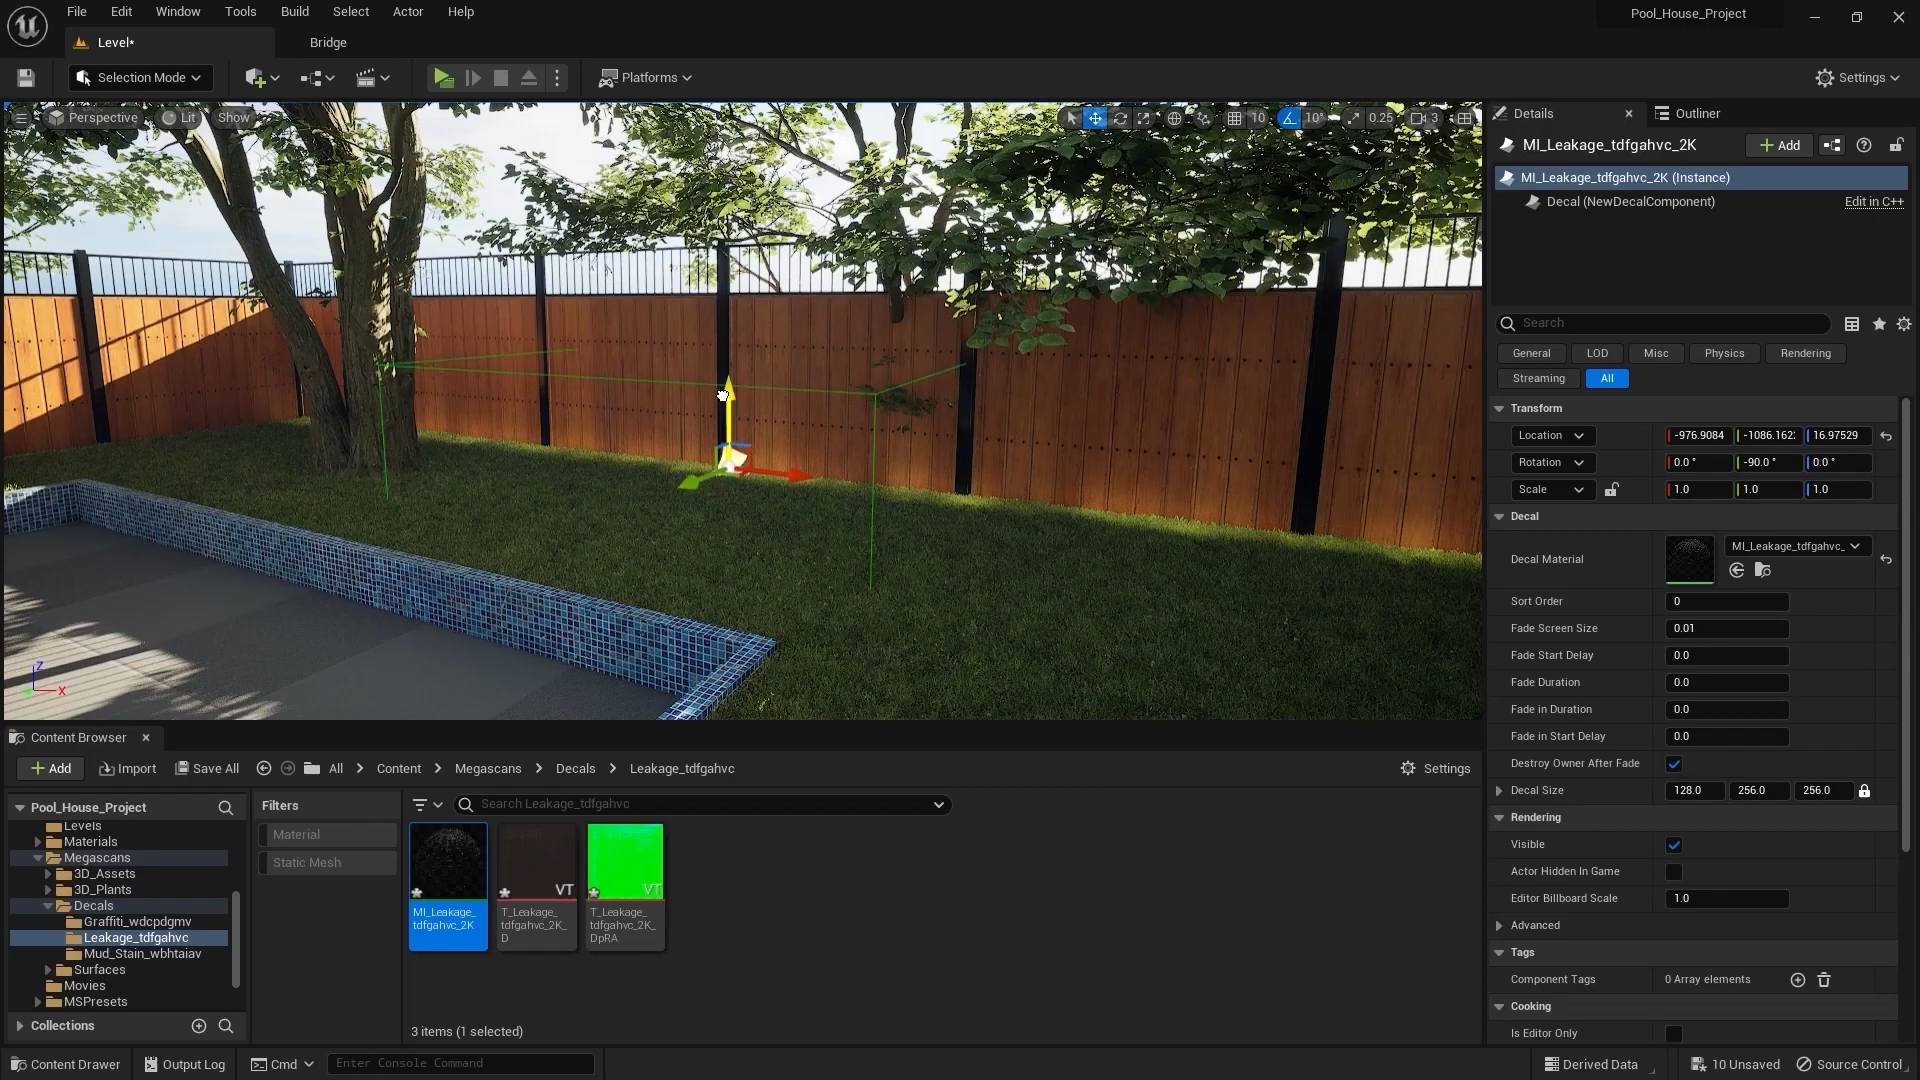 File Edit Window Tools Build Select Actor Help
Pool_House_Project
Level*
Bridge
Selection Mode
Platforms
Settings
Perspective
Lit
Show
10
10°
0.25
3
Z
X
Details
Outliner
MI_Leakage_tdfgahvc_2K
Add
MI_Leakage_tdfgahvc_2K (Instance)
Decal (NewDecalComponent)
Edit in C++
Search
General
LOD
Misc
Physics
Rendering
Streaming
All
Transform
Location -976.9084 -1086.162: 16.97529
Rotation 0.0 ° -90.0 ° 0.0 °
Scale 1.0 1.0 1.0
Decal
Decal Material MI_Leakage_tdfgahvc_
Sort Order 0
Fade Screen Size 0.01
Fade Start Delay 0.0
Fade Duration 0.0
Fade in Duration 0.0
Fade in Start Delay 0.0
Destroy Owner After Fade
Decal Size 128.0 256.0 256.0
Rendering
Visible
Actor Hidden In Game
Editor Billboard Scale 1.0
Advanced
Tags
Component Tags 0 Array elements
Cooking
Is Editor Only
Content Browser
Add
Import
Save All
All
Content
Megascans
Decals
Leakage_tdfgahvc
Settings
Pool_House_Project
Levels
Materials
Megascans
3D_Assets
3D_Plants
Decals
Graffiti_wdcpdgmv
Leakage_tdfgahvc
Mud_Stain_wbhtaiav
Surfaces
Movies
MSPresets
Collections
Filters
Material
Static Mesh
Search Leakage_tdfgahvc
MI_Leakage_
tdfgahvc_2K
VT
T_Leakage_
tdfgahvc_2K_
D
VT
T_Leakage_
tdfgahvc_2K_
DpRA
3 items (1 selected)
Content Drawer
Output Log
Cmd
Enter Console Command
Derived Data
10 Unsaved
Source Control